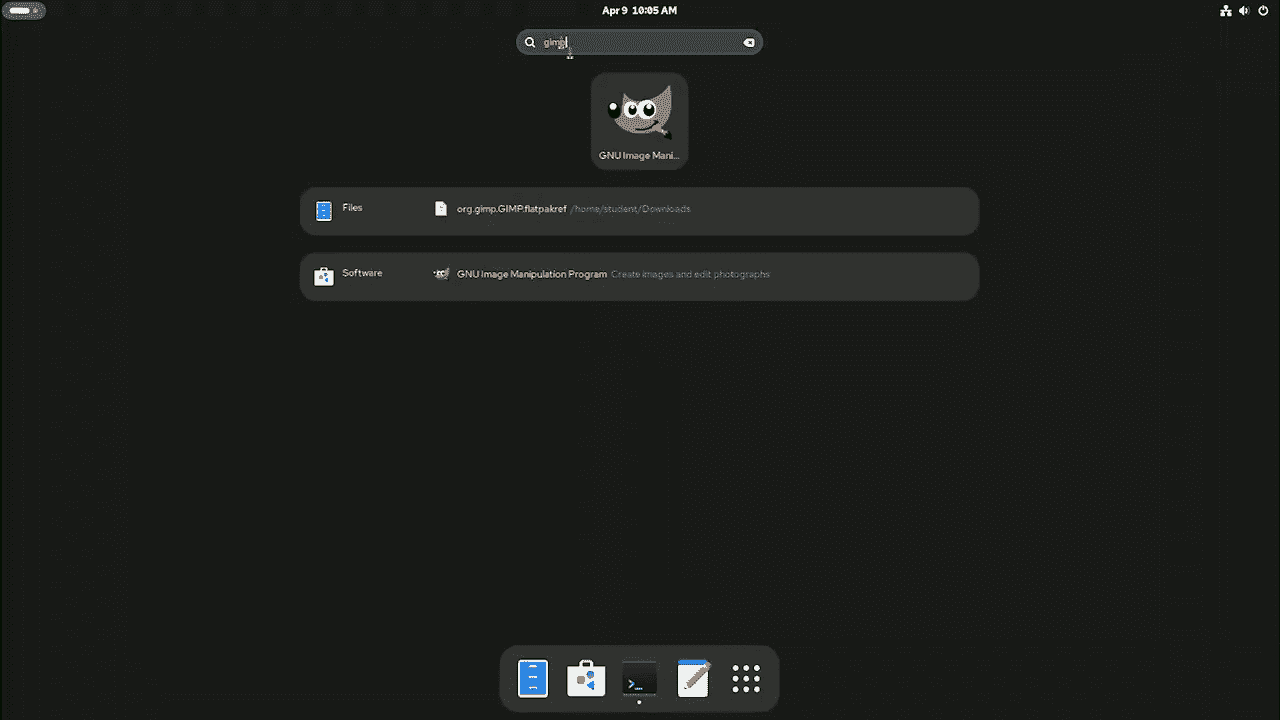 Apr 9 10:05 AM
gimp
GNU Image Mani...
Files org.gimp.GIMP.flatpakref /home/student/Downloads
Software GNU Image Manipulation Program Create images and edit photographs